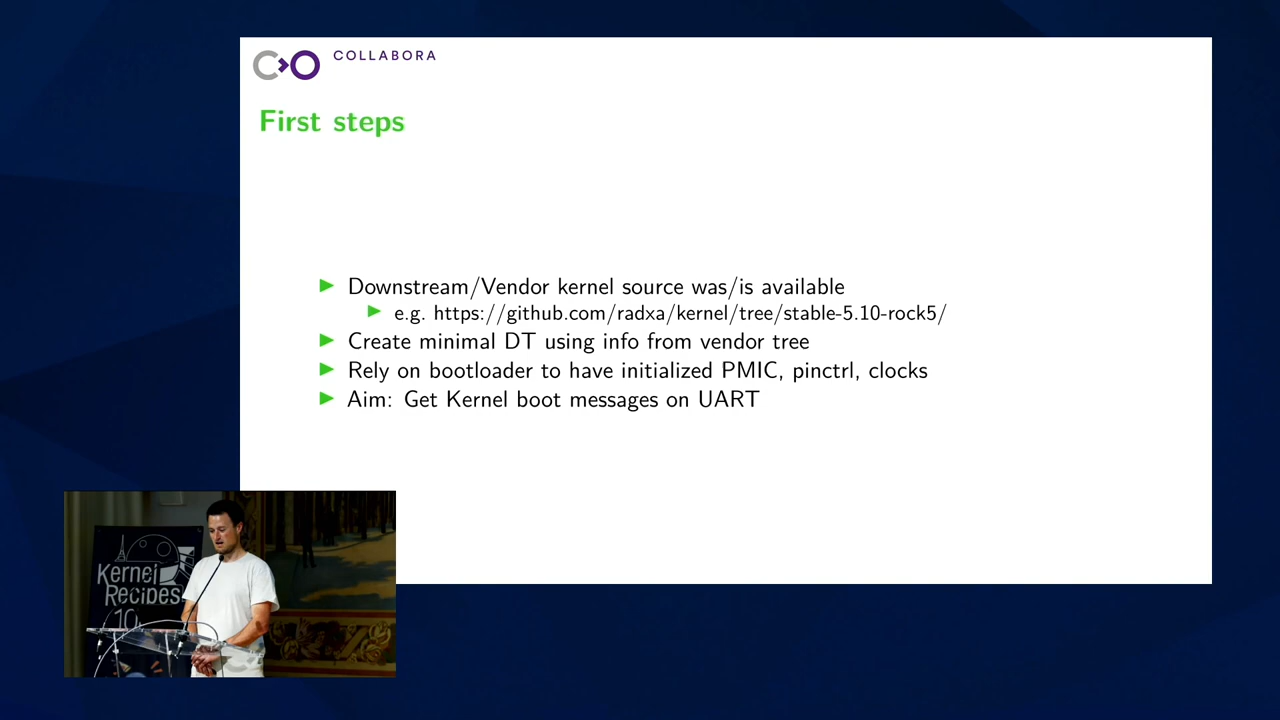 COLLABORA
First steps
Downstream/Vendor kernel source was/is available
e.g. https://github.com/radxa/kernel/tree/stable-5.10-rock5/
Create minimal DT using info from vendor tree
Rely on bootloader to have initialized PMIC, pinctrl, clocks
Aim: Get Kernel boot messages on UART
Kernel
Recipes
10